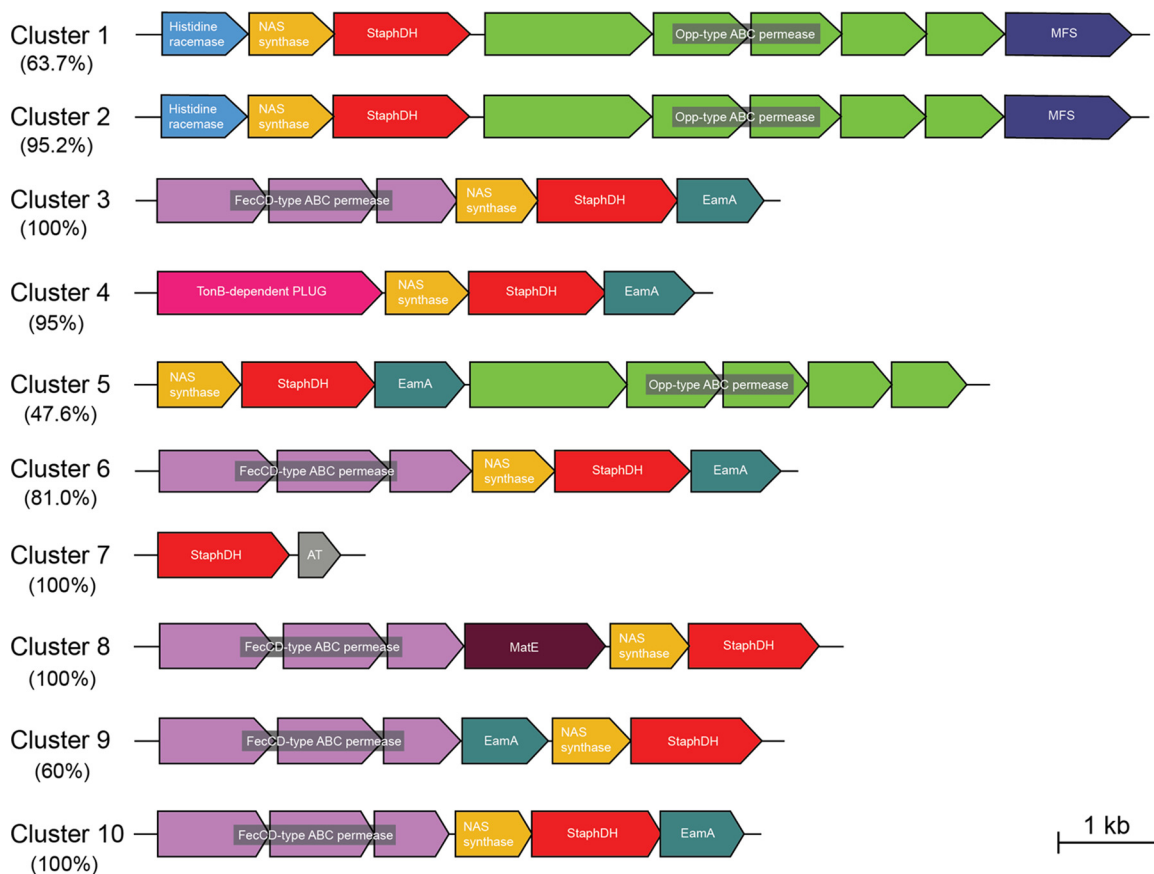 Cluster 1
(63.7%)
Histidine
racemase
NAS
synthase
StaphDH
Opp-type ABC permease
MFS
Cluster 2
(95.2%)
Histidine
racemase
NAS
synthase
StaphDH
Opp-type ABC permease
MFS
Cluster 3
(100%)
FecCD-type ABC permease
NAS
synthase
StaphDH
EamA
Cluster 4
(95%)
TonB-dependent PLUG
NAS
synthase
StaphDH
EamA
Cluster 5
(47.6%)
NAS
synthase
StaphDH
EamA
Opp-type ABC permease
Cluster 6
(81.0%)
FecCD-type ABC permease
NAS
synthase
StaphDH
EamA
Cluster 7
(100%)
StaphDH
AT
Cluster 8
(100%)
FecCD-type ABC permease
MatE
NAS
synthase
StaphDH
Cluster 9
(60%)
FecCD-type ABC permease
EamA
NAS
synthase
StaphDH
Cluster 10
(100%)
FecCD-type ABC permease
NAS
synthase
StaphDH
EamA
1 kb